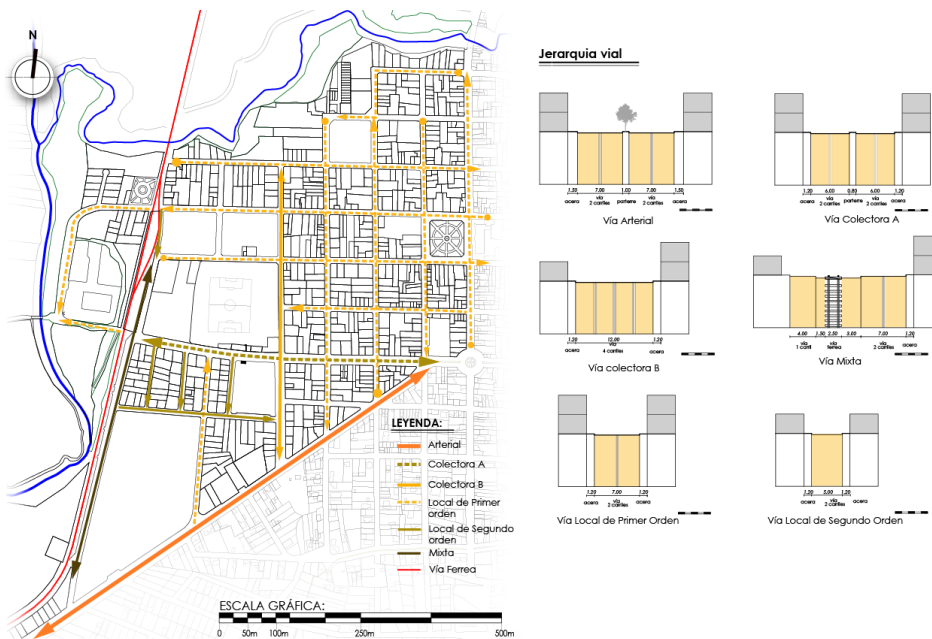 N
LEYENDA:
Arterial
Colectora A
Colectora B
Local de Primer
orden
Local de Segundo
orden
Mixta
Vía Ferrea
ESCALA GRÁFICA:
0 50m 100m 250m 500m
Jerarquia vial
1.20 7.00 1.00 7.00 1.50
acera vía parterre vía acera
2 carriles 2 carriles
Vía Arterial
1.20 6.00 0.80 6.00 1.20
acera vía parterre vía acera
2 carriles 2 carriles
Vía Colectora A
1.20 12.00 1.20
acera vía acera
4 carriles
Vía colectora B
4.00 1.50 2.50 3.00 7.00 1.20
vía vía vía acera
1 carril ferrea 2 carriles
Vía Mixta
1.20 7.00 1.20
acera vía acera
2 carriles
Vía Local de Primer Orden
1.20 5.00 1.20
acera vía acera
Vía Local de Segundo Orden